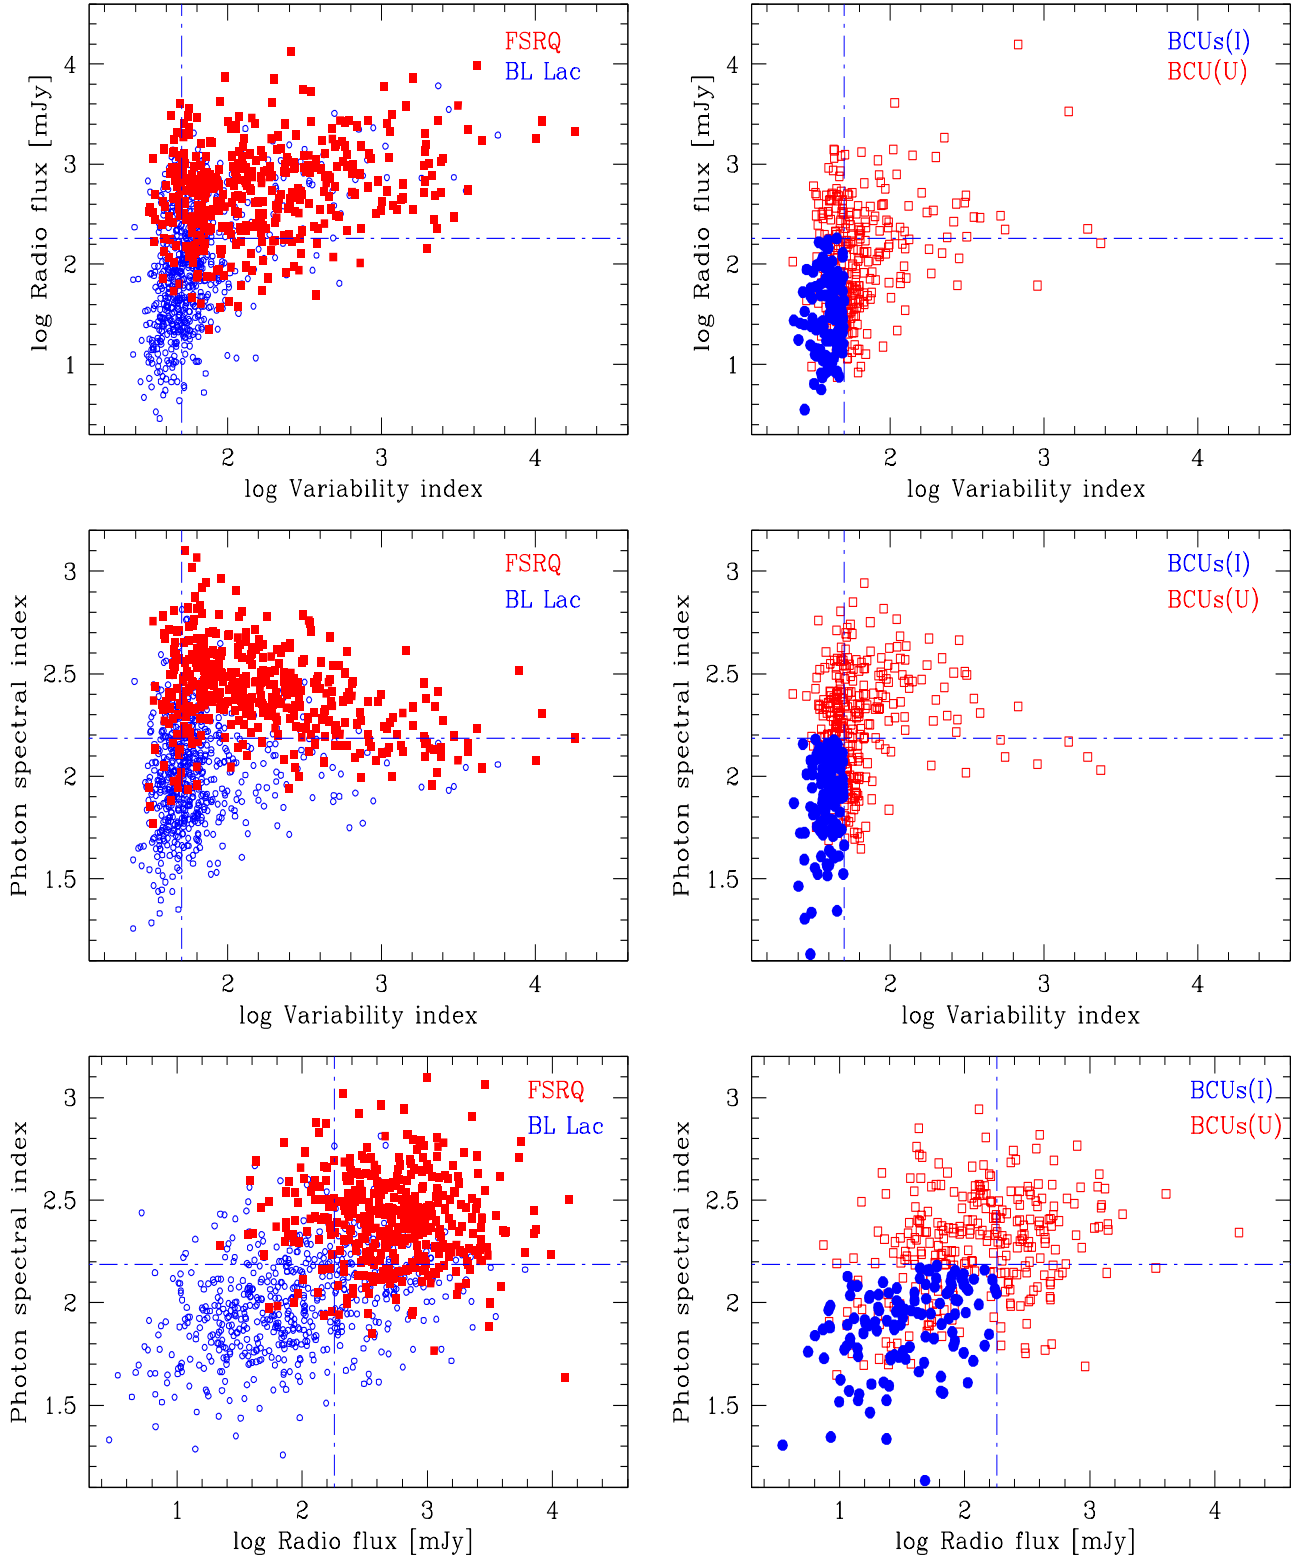 FSRQ
BL Lac
log Radio flux [mJy]
4
3
2
1
2
3
4
log Variability index
BCUs(I)
BCU(U)
log Radio flux [mJy]
4
3
2
1
2
3
4
log Variability index
FSRQ
BL Lac
Photon spectral index
3
2.5
2
1.5
2
3
4
log Variability index
BCUs(I)
BCUs(U)
Photon spectral index
3
2.5
2
1.5
2
3
4
log Variability index
FSRQ
BL Lac
Photon spectral index
3
2.5
2
1.5
1
2
3
4
log Radio flux [mJy]
BCUs(I)
BCUs(U)
Photon spectral index
3
2.5
2
1.5
1
2
3
4
log Radio flux [mJy]